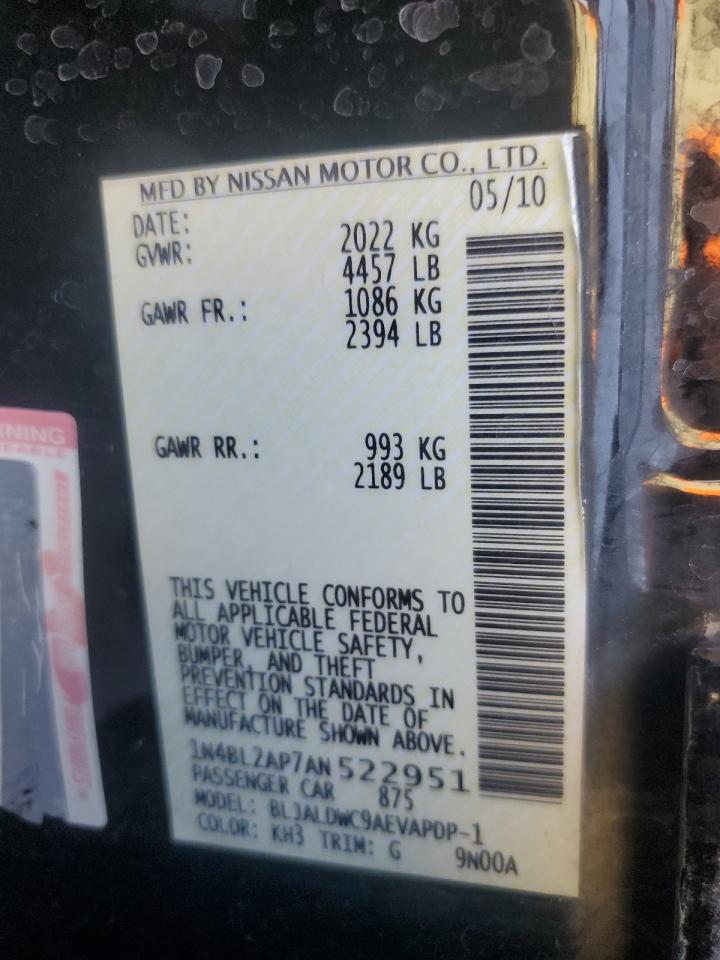 MFD BY NISSAN MOTOR CO., LTD.
DATE: 05/10
GVWR: 2022 KG
4457 LB
GAWR FR.: 1086 KG
2394 LB
GAWR RR.: 993 KG
2189 LB
THIS VEHICLE CONFORMS TO
ALL APPLICABLE FEDERAL
MOTOR VEHICLE SAFETY,
BUMPER, AND THEFT
PREVENTION STANDARDS IN
EFFECT ON THE DATE OF
MANUFACTURE SHOWN ABOVE.
1N4BL2AP7AN522951
PASSENGER CAR 875
MODEL: BLJALDWC9AEVAPDP-1
COLOR: KH3 TRIM: G 9N00A